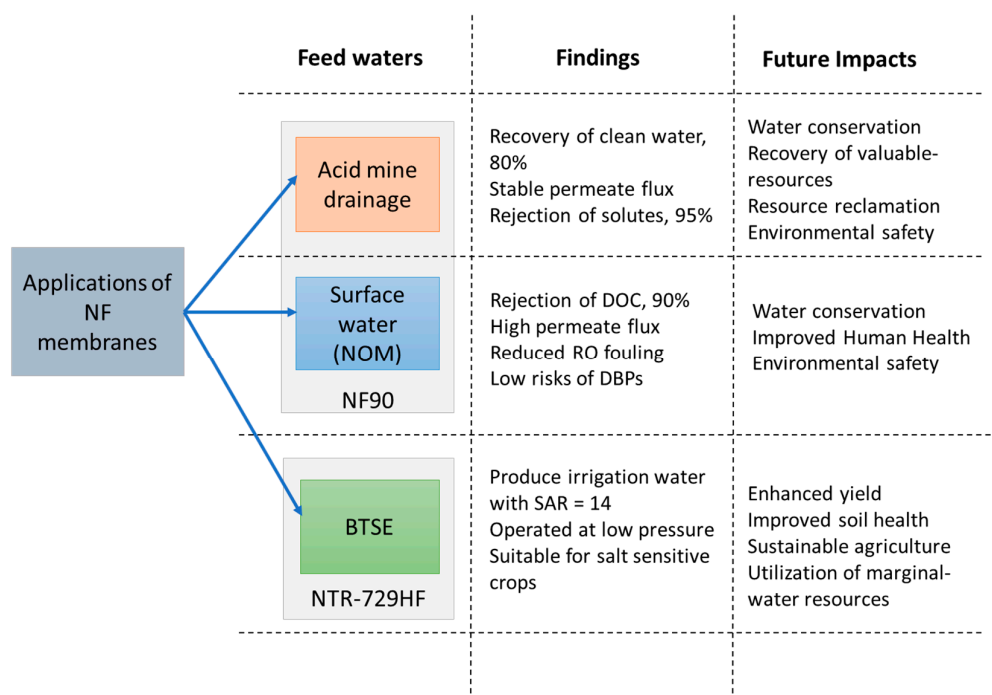 Feed waters
Findings
Future Impacts
Applications of
NF
membranes
Acid mine
drainage
Recovery of clean water,
80%
Stable permeate flux
Rejection of solutes, 95%
Water conservation
Recovery of valuable-
resources
Resource reclamation
Environmental safety
Surface
water
(NOM)
NF90
Rejection of DOC, 90%
High permeate flux
Reduced RO fouling
Low risks of DBPs
Water conservation
Improved Human Health
Environmental safety
BTSE
NTR-729HF
Produce irrigation water
with SAR = 14
Operated at low pressure
Suitable for salt sensitive
crops
Enhanced yield
Improved soil health
Sustainable agriculture
Utilization of marginal-
water resources